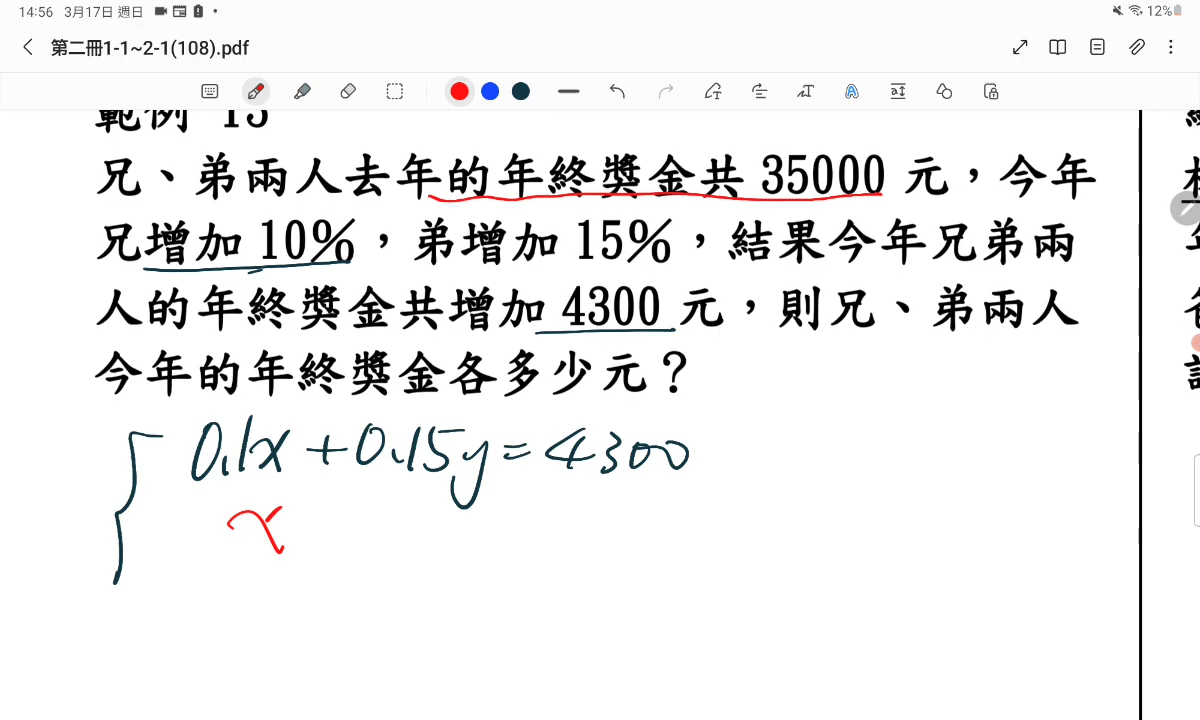 14:56 3月17日 週日 12%
第二冊1-1~2-1(108).pdf
範例 13
兄、弟兩人去年的年終獎金共 35000 元，今年
兄增加 10%，弟增加 15%，結果今年兄弟兩
人的年終獎金共增加 4300 元，則兄、弟兩人
今年的年終獎金各多少元？
0.1x + 0.15y = 4300
x